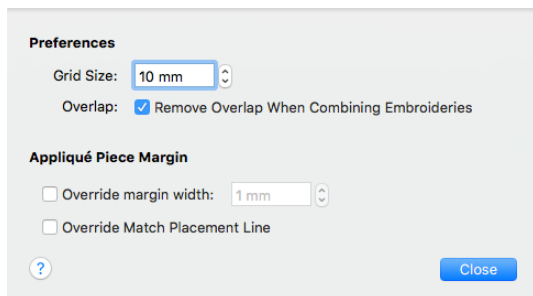 Preferences
Grid Size: 10 mm
Overlap: Remove Overlap When Combining Embroideries
Appliqué Piece Margin
Override margin width: 1 mm
Override Match Placement Line
? Close